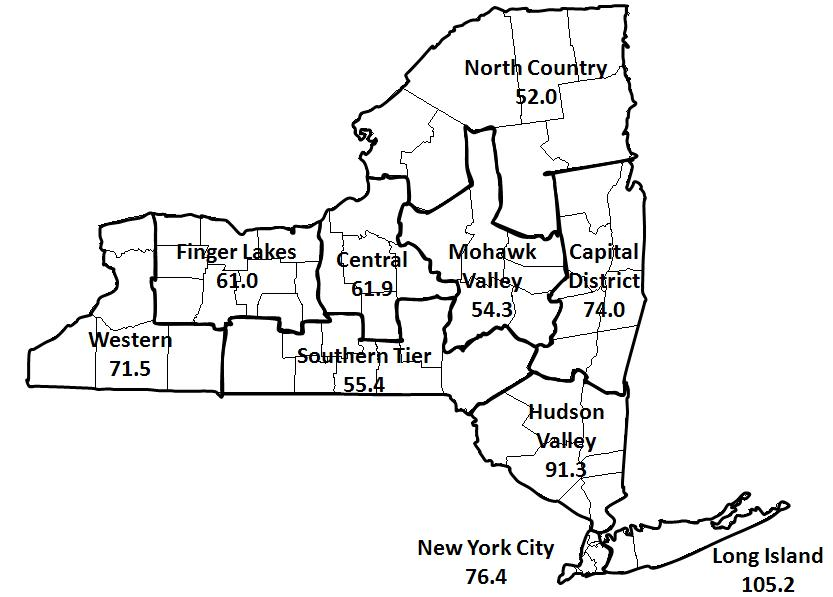 North Country
52.0
Finger Lakes
61.0
Central
61.9
Mohawk
Valley
54.3
Capital
District
74.0
Western
71.5
Southern Tier
55.4
Hudson
Valley
91.3
New York City
76.4
Long Island
105.2